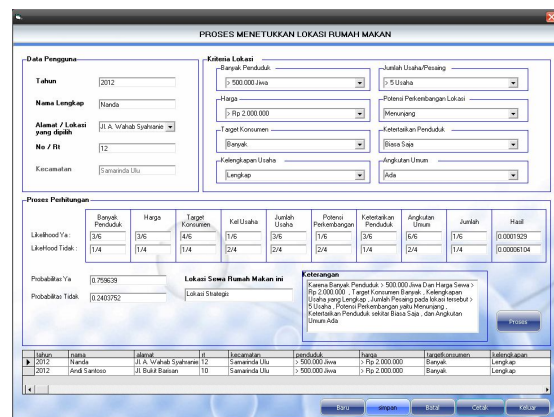 PROSES MENETUKKAN LOKASI RUMAH MAKAN
Data Pengguna
Tahun 2012
Nama Lengkap Nanda
Alamat / Lokasi yang dipilih Jl. A. Wahab Syahranie
No / Rt 12
Kecamatan Samarinda Ulu
Kriteria Lokasi
Banyak Penduduk
> 500.000 Jiwa
Jumlah Usaha/Pesaing
> 5 Usaha
Harga
> Rp 2.000.000
Potensi Perkembangan Lokasi
Menunjang
Target Konsumen
Banyak
Ketertarikan Penduduk
Biasa Saja
Kelengkapan Usaha
Lengkap
Angkutan Umum
Ada
Proses Perhitungan
Banyak Penduduk Harga Target Konsumen Kel Usaha Jumlah Usaha Potensi Perkembangan Ketertarikan Penduduk Angkutan Umum Jumlah Hasil
Likelihood Ya : 3/6 3/6 4/6 1/6 3/6 1/6 3/6 6/6 1/6 0.0001929
LikeHood Tidak : 1/4 1/4 1/4 2/4 2/4 1/4 1/4 2/4 1/4 0.00006104
Probabilitas Ya 0.759639
Probabilitas Tidak 0.2403752
Lokasi Sewa Rumah Makan ini
Lokasi Strategis
Keterangan
Karena Banyak Penduduk > 500.000 Jiwa Dan Harga Sewa >
Rp 2.000.000 , Target Konsumen Banyak , Kelengkapan
Usaha yang Lengkap , Jumlah Pesaing pada lokasi tersebut >
5 Usaha , Potensi Perkembangan yaitu Menunjang ,
Ketertarikan Penduduk sekitar Biasa Saja , dan Angkutan
Umum Ada
Proses
tahun nama alamat rt kecamatan penduduk harga targetkonsumen kelengkapan
2012 Nanda Jl. A. Wahab Syahranie 12 Samarinda Ulu > 500.000 Jiwa > Rp 2.000.000 Banyak Lengkap
2012 Andi Santoso Jl. Bukit Barisan 10 Samarinda Ulu > 500.000 Jiwa > Rp 2.000.000 Banyak Lengkap
Baru simpan Batal Cetak Keluar